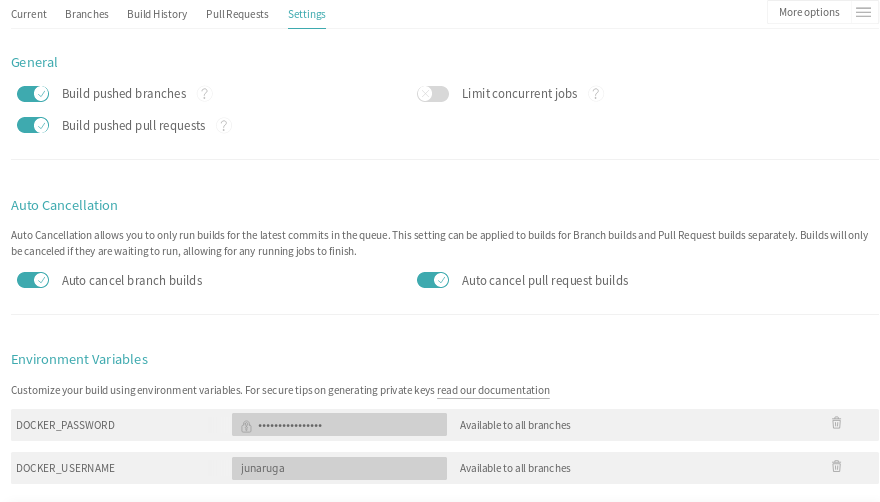 Current Branches Build History Pull Requests Settings More options
General
Build pushed branches ? Limit concurrent jobs ?
Build pushed pull requests ?
Auto Cancellation
Auto Cancellation allows you to only run builds for the latest commits in the queue. This setting can be applied to builds for Branch builds and Pull Request builds separately. Builds will only
be canceled if they are waiting to run, allowing for any running jobs to finish.
Auto cancel branch builds Auto cancel pull request builds
Environment Variables
Customize your build using environment variables. For secure tips on generating private keys read our documentation
DOCKER_PASSWORD •••••••••••••••• Available to all branches
DOCKER_USERNAME junaruga Available to all branches